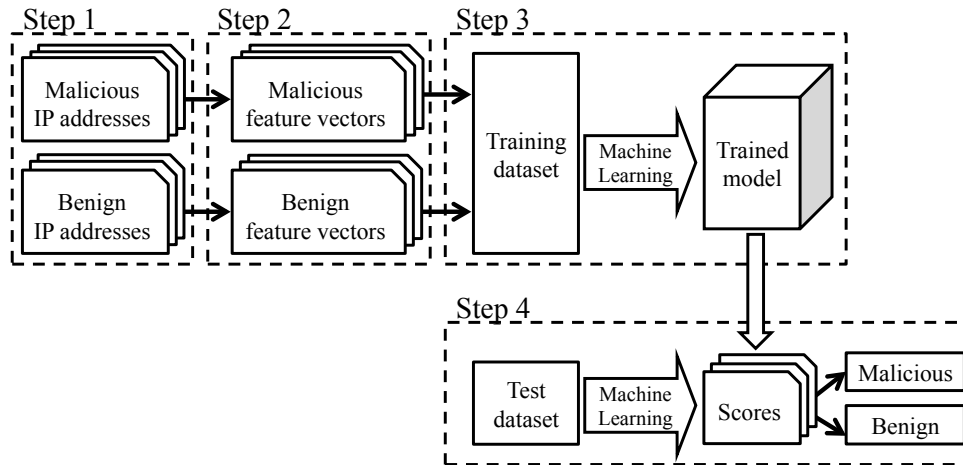 Step 1
Malicious
IP addresses
Benign
IP addresses
Step 2
Malicious
feature vectors
Benign
feature vectors
Step 3
Training
dataset
Machine
Learning
Trained
model
Step 4
Test
dataset
Machine
Learning
Scores
Malicious
Benign